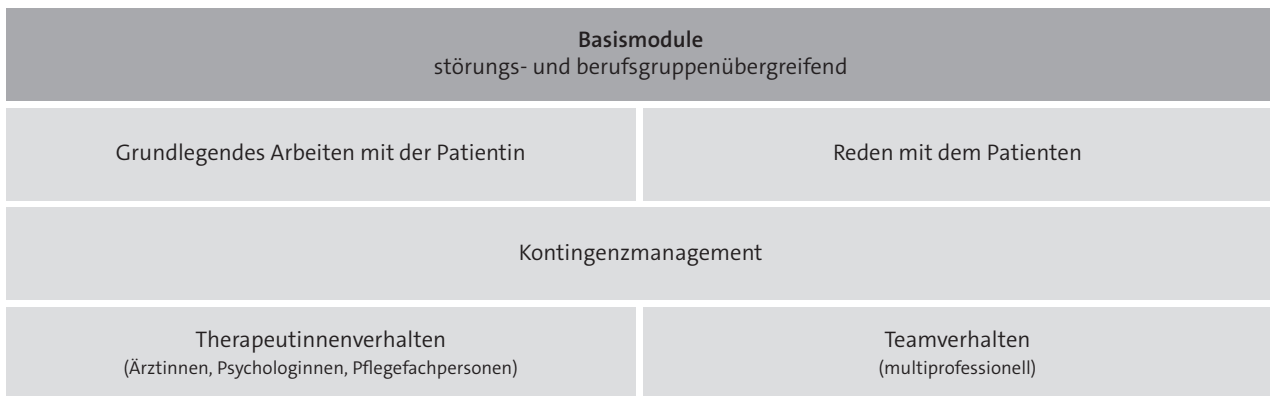 Basismodule
störungs- und berufsgruppenübergreifend
Grundlegendes Arbeiten mit der Patientin
Reden mit dem Patienten
Kontingenzmanagement
Therapeutinnenverhalten
(Ärztinnen, Psychologinnen, Pflegefachpersonen)
Teamverhalten
(multiprofessionell)